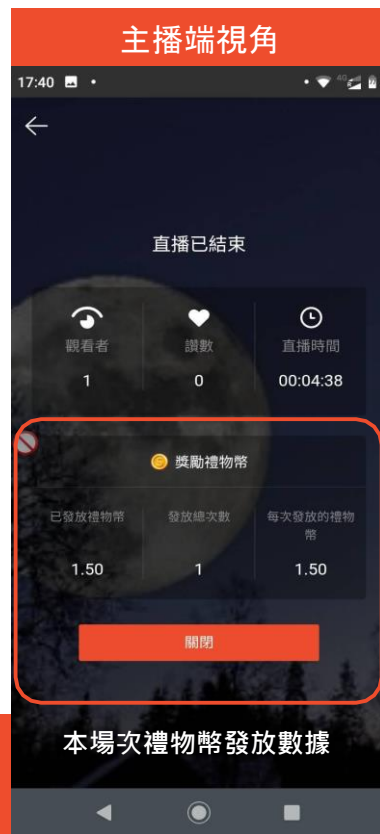 主播端視角
17:40
直播已結束
觀看者
讚數
直播時間
1
0
00:04:38
獎勵禮物幣
已發放禮物幣
發放總次數
每次發放的禮物
幣
1.50
1
1.50
關閉
本場次禮物幣發放數據